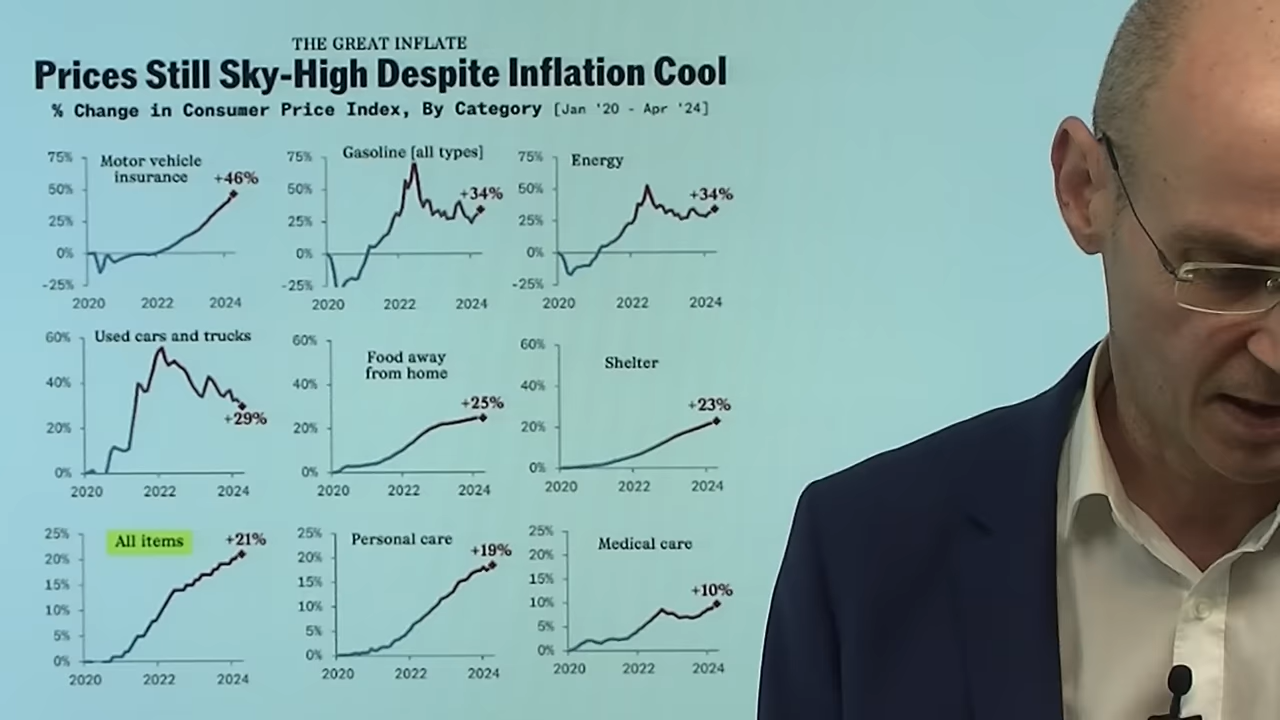 THE GREAT INFLATE
Prices Still Sky-High Despite Inflation Cool
% Change in Consumer Price Index, By Category [Jan '20 - Apr '24]
Motor vehicle
insurance
+46%
75%
50%
25%
0%
-25%
2020 2022 2024
Gasoline [all types]
+34%
75%
50%
25%
0%
-25%
2020 2022 2024
Energy
+34%
75%
50%
25%
0%
-25%
2020 2022 2024
Used cars and trucks
+29%
60%
40%
20%
0%
2020 2022 2024
Food away
from home
+25%
60%
40%
20%
0%
2020 2022 2024
Shelter
+23%
60%
40%
20%
0%
2020 2022 2024
All items
+21%
25%
20%
15%
10%
5%
0%
2020 2022 2024
Personal care
+19%
25%
20%
15%
10%
5%
0%
2020 2022 2024
Medical care
+10%
25%
20%
15%
10%
5%
0%
2020 2022 2024